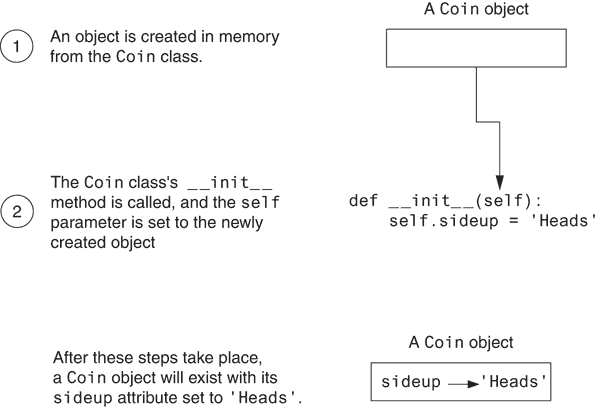 A Coin object
1
An object is created in memory
from the Coin class.
The Coin class's __init__
method is called, and the self
parameter is set to the newly
created object
2
def __init__(self):
self.sideup = 'Heads'
After these steps take place,
a Coin object will exist with its
sideup attribute set to 'Heads'.
A Coin object
sideup 'Heads'